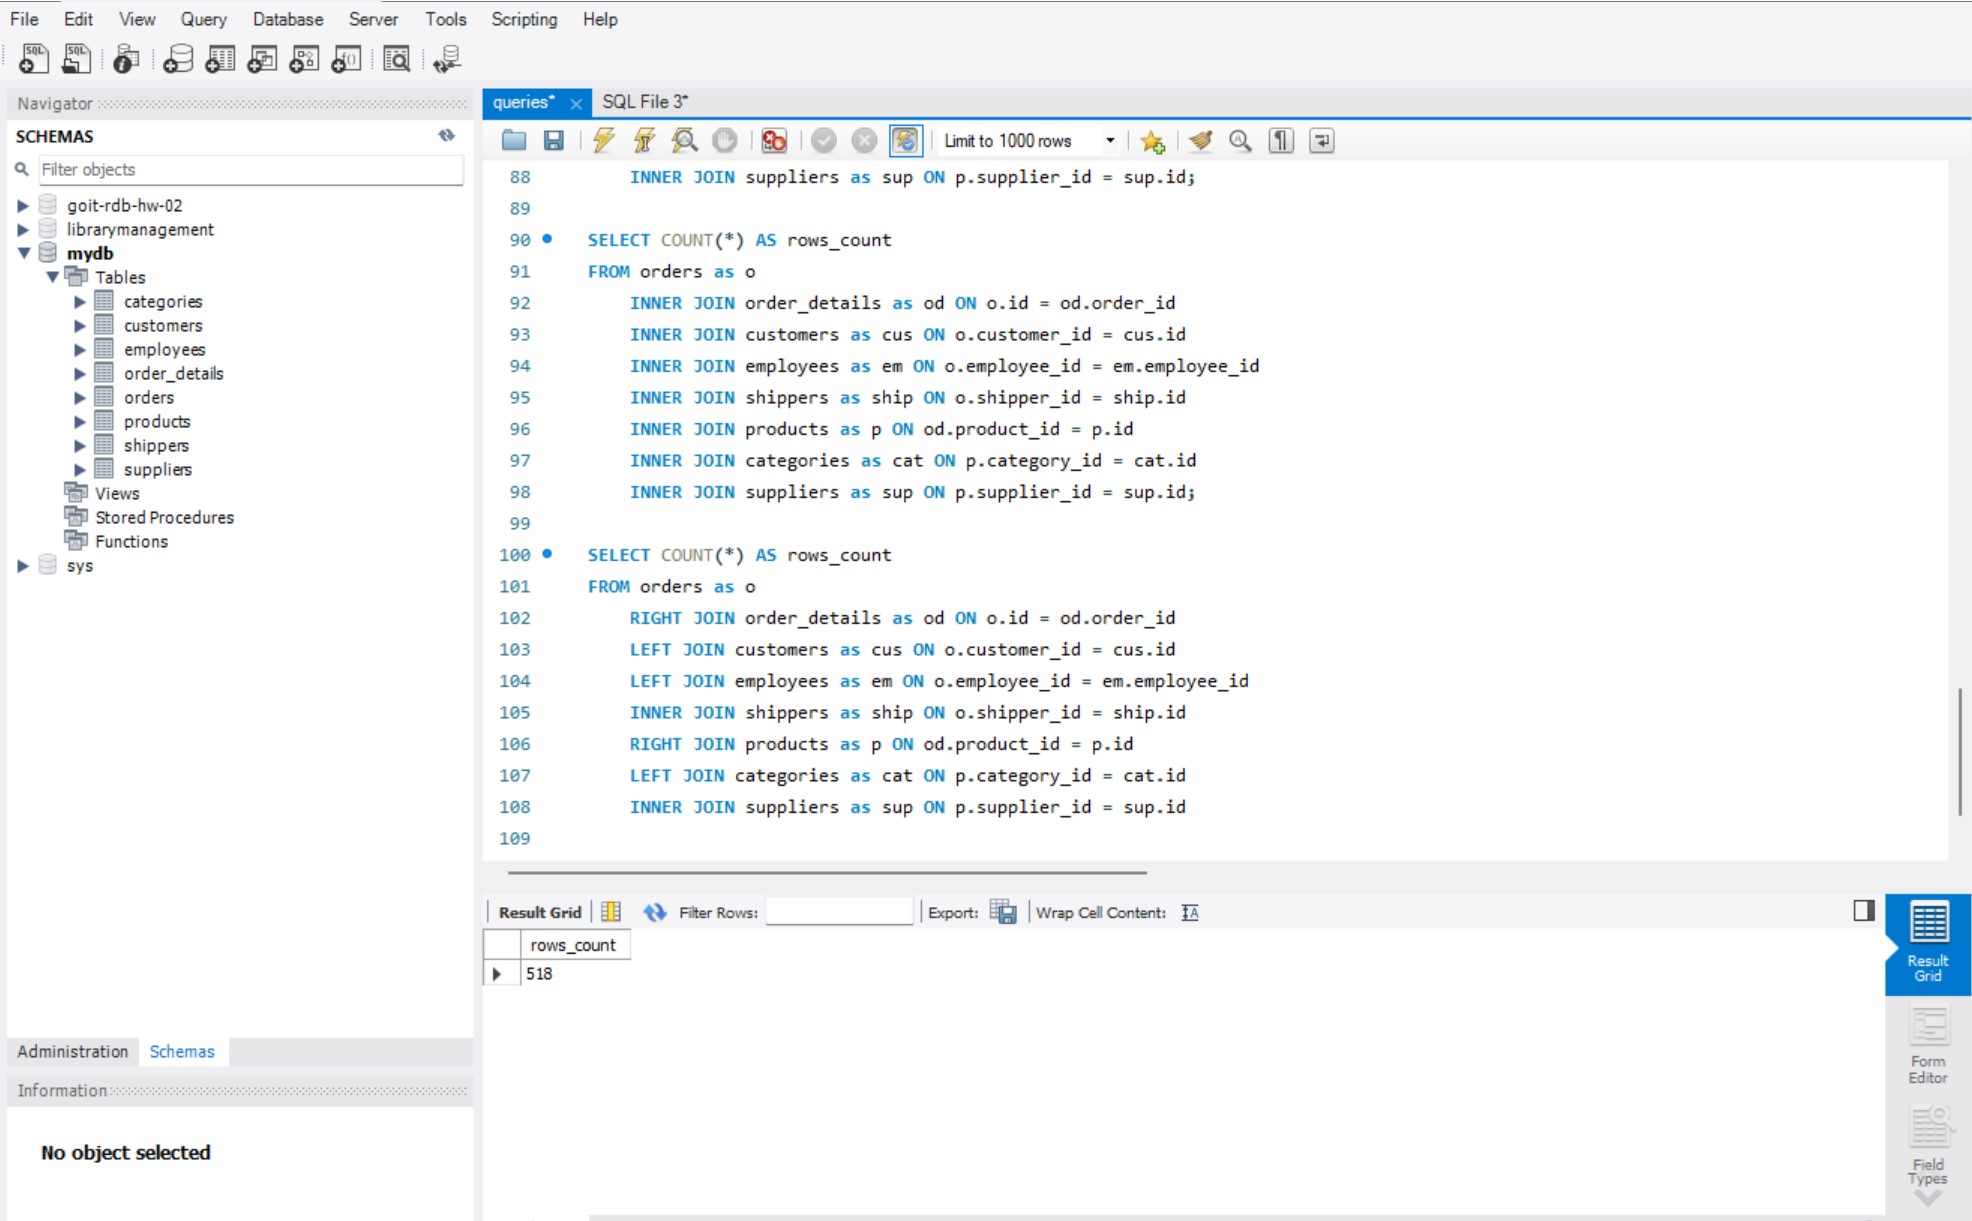 File Edit View Query Database Server Tools Scripting Help
Navigator
SCHEMAS
Filter objects
goit-rdb-hw-02
librarymanagement
mydb
Tables
categories
customers
employees
order_details
orders
products
shippers
suppliers
Views
Stored Procedures
Functions
sys
Administration Schemas
Information
No object selected
queries* SQL File 3*
Limit to 1000 rows
88 INNER JOIN suppliers as sup ON p.supplier_id = sup.id;
89
90 SELECT COUNT(*) AS rows_count
91 FROM orders as o
92 INNER JOIN order_details as od ON o.id = od.order_id
93 INNER JOIN customers as cus ON o.customer_id = cus.id
94 INNER JOIN employees as em ON o.employee_id = em.employee_id
95 INNER JOIN shippers as ship ON o.shipper_id = ship.id
96 INNER JOIN products as p ON od.product_id = p.id
97 INNER JOIN categories as cat ON p.category_id = cat.id
98 INNER JOIN suppliers as sup ON p.supplier_id = sup.id;
99
100 SELECT COUNT(*) AS rows_count
101 FROM orders as o
102 RIGHT JOIN order_details as od ON o.id = od.order_id
103 LEFT JOIN customers as cus ON o.customer_id = cus.id
104 LEFT JOIN employees as em ON o.employee_id = em.employee_id
105 INNER JOIN shippers as ship ON o.shipper_id = ship.id
106 RIGHT JOIN products as p ON od.product_id = p.id
107 LEFT JOIN categories as cat ON p.category_id = cat.id
108 INNER JOIN suppliers as sup ON p.supplier_id = sup.id
109
Result Grid Filter Rows: Export: Wrap Cell Content:
rows_count
518
Result
Grid
Form
Editor
Field
Types